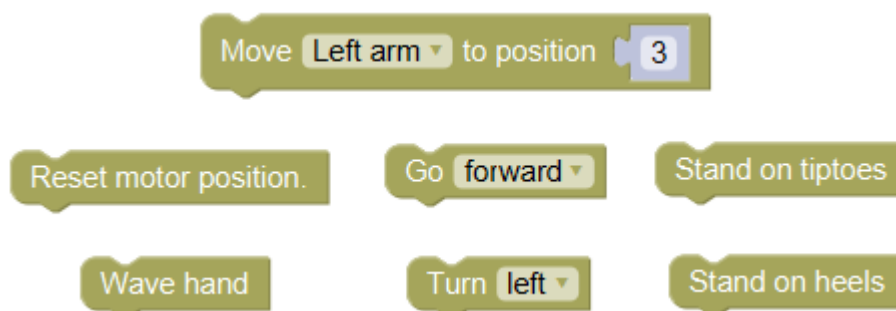 Move Left arm to position 3
Reset motor position.
Go forward
Stand on tiptoes
Wave hand
Turn left
Stand on heels